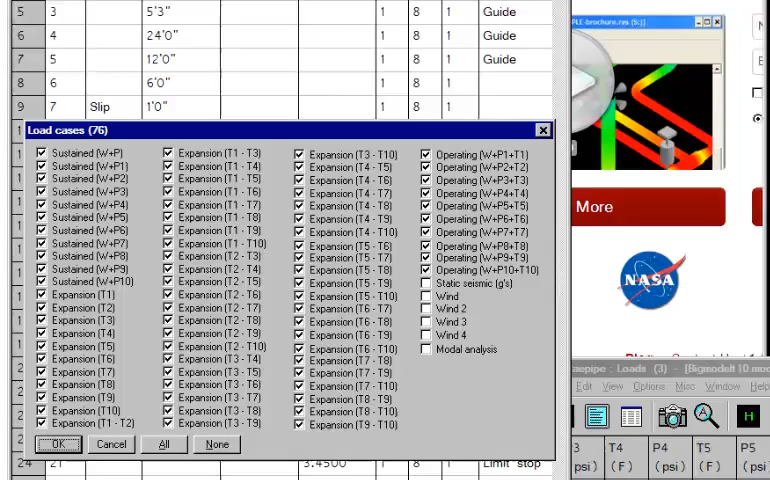 5 3 5'3" 1 8 1 Guide
6 4 24'0" 1 8 1 Guide
7 5 12'0" 1 8 1 Guide
8 6 6'0" 1 8 1
9 7 Slip 1'0" 1 8 1
Load cases (76)
Sustained (W+P)
Sustained (W+P1)
Sustained (W+P2)
Sustained (W+P3)
Sustained (W+P4)
Sustained (W+P5)
Sustained (W+P6)
Sustained (W+P7)
Sustained (W+P8)
Sustained (W+P9)
Sustained (W+P10)
Expansion (T1)
Expansion (T2)
Expansion (T3)
Expansion (T4)
Expansion (T5)
Expansion (T6)
Expansion (T7)
Expansion (T8)
Expansion (T9)
Expansion (T10)
Expansion (T1 - T2)
Expansion (T1 - T3)
Expansion (T1 - T4)
Expansion (T1 - T5)
Expansion (T1 - T6)
Expansion (T1 - T7)
Expansion (T1 - T8)
Expansion (T1 - T9)
Expansion (T1 - T10)
Expansion (T2 - T3)
Expansion (T2 - T4)
Expansion (T2 - T5)
Expansion (T2 - T6)
Expansion (T2 - T7)
Expansion (T2 - T8)
Expansion (T2 - T9)
Expansion (T2 - T10)
Expansion (T3 - T4)
Expansion (T3 - T5)
Expansion (T3 - T6)
Expansion (T3 - T7)
Expansion (T3 - T8)
Expansion (T3 - T9)
Expansion (T3 - T10)
Expansion (T4 - T5)
Expansion (T4 - T6)
Expansion (T4 - T7)
Expansion (T4 - T8)
Expansion (T4 - T9)
Expansion (T4 - T10)
Expansion (T5 - T6)
Expansion (T5 - T7)
Expansion (T5 - T8)
Expansion (T5 - T9)
Expansion (T5 - T10)
Expansion (T6 - T7)
Expansion (T6 - T8)
Expansion (T6 - T9)
Expansion (T6 - T10)
Expansion (T7 - T8)
Expansion (T7 - T9)
Expansion (T7 - T10)
Expansion (T8 - T9)
Expansion (T8 - T10)
Expansion (T9 - T10)
Operating (W+P1+T1)
Operating (W+P2+T2)
Operating (W+P3+T3)
Operating (W+P4+T4)
Operating (W+P5+T5)
Operating (W+P6+T6)
Operating (W+P7+T7)
Operating (W+P8+T8)
Operating (W+P9+T9)
Operating (W+P10+T10)
Static seismic (g's)
Wind
Wind 2
Wind 3
Wind 4
Modal analysis
OK Cancel All None
24 21 3.4500 1 8 1 Limit stop
PLE-brochure.res (S:)
More
NASA
aepipe : Loads (3) - [Bigmodelt 10.mod
Edit View Options Misc Window Help
H
3 T4 P4 T5 P5
psi) (F) (psi) (F) (psi)